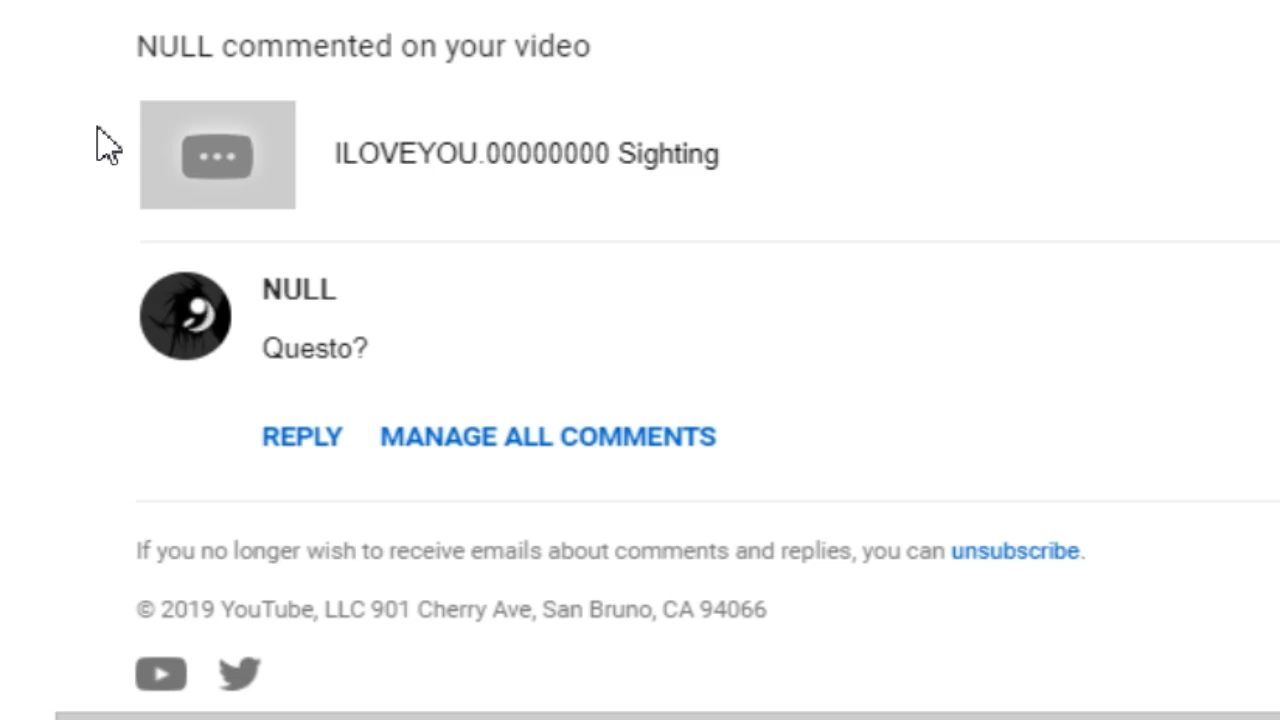 NULL commented on your video
ILOVEYOU.00000000 Sighting
NULL
Questo?
REPLY MANAGE ALL COMMENTS
If you no longer wish to receive emails about comments and replies, you can unsubscribe.
© 2019 YouTube, LLC 901 Cherry Ave, San Bruno, CA 94066